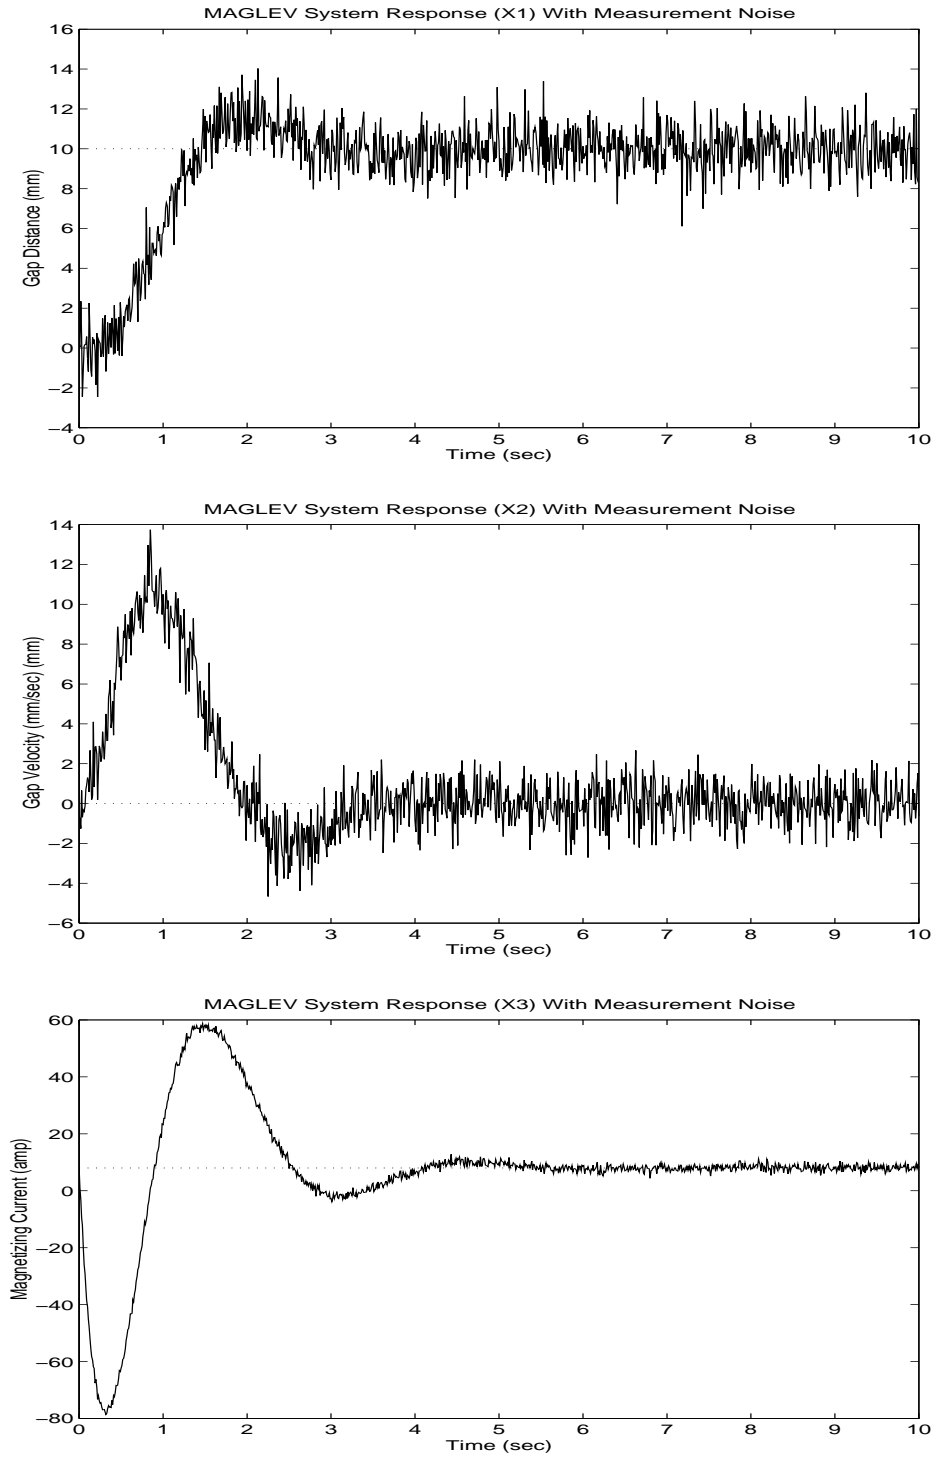 MAGLEV System Response (X1) With Measurement Noise
16
14
12
10
8
6
4
2
0
−2
−4
Gap Distance (mm)
0 1 2 3 4 5 6 7 8 9 10
Time (sec)
MAGLEV System Response (X2) With Measurement Noise
14
12
10
8
6
4
2
0
−2
−4
−6
Gap Velocity (mm/sec) (mm)
0 1 2 3 4 5 6 7 8 9 10
Time (sec)
MAGLEV System Response (X3) With Measurement Noise
60
40
20
0
−20
−40
−60
−80
Magnetizing Current (amp)
0 1 2 3 4 5 6 7 8 9 10
Time (sec)